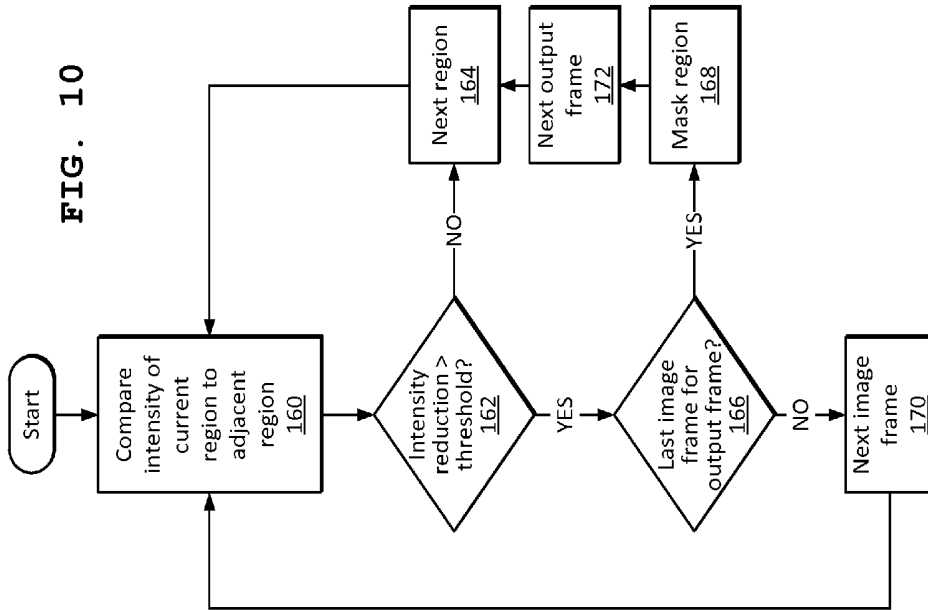 FIG. 10
Start
Compare
intensity of
current
region to
adjacent
region
160
Intensity
reduction >
threshold?
162
NO
Next region
164
YES
Last image
frame for
output frame?
166
YES
Mask region
168
Next output
frame
172
NO
Next image
frame
170